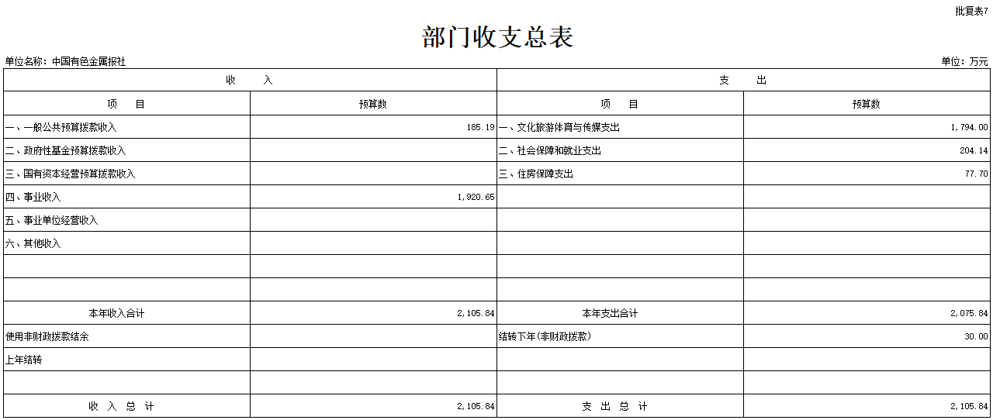 批复表7
部门收支总表
单位名称：中国有色金属报社 单位：万元
收 入 支 出
项 目 预算数 项 目 预算数
一、一般公共预算拨款收入 185.19 一、文化旅游体育与传媒支出 1,794.00
二、政府性基金预算拨款收入 二、社会保障和就业支出 204.14
三、国有资本经营预算拨款收入 三、住房保障支出 77.70
四、事业收入 1,920.65
五、事业单位经营收入
六、其他收入
本年收入合计 2,105.84 本年支出合计 2,075.84
使用非财政拨款结余 结转下年(非财政拨款) 30.00
上年结转
收 入 总 计 2,105.84 支 出 总 计 2,105.84